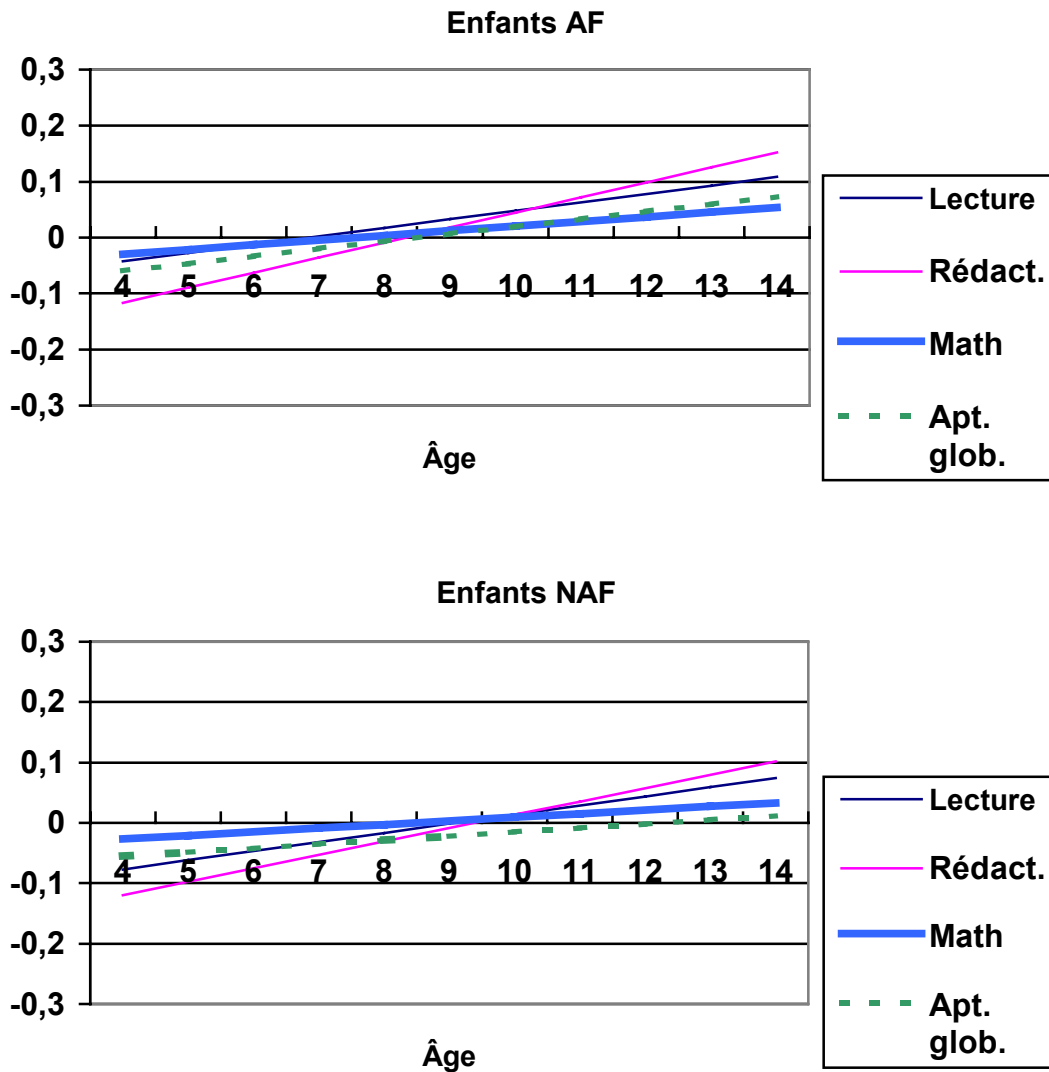 Enfants AF
0,3
0,2
0,1
0
-0,1
-0,2
-0,3
4 5 6 7 8 9 10 11 12 13 14
Âge
Lecture
Rédact.
Math
Apt.
glob.
Enfants NAF
0,3
0,2
0,1
0
-0,1
-0,2
-0,3
4 5 6 7 8 9 10 11 12 13 14
Âge
Lecture
Rédact.
Math
Apt.
glob.